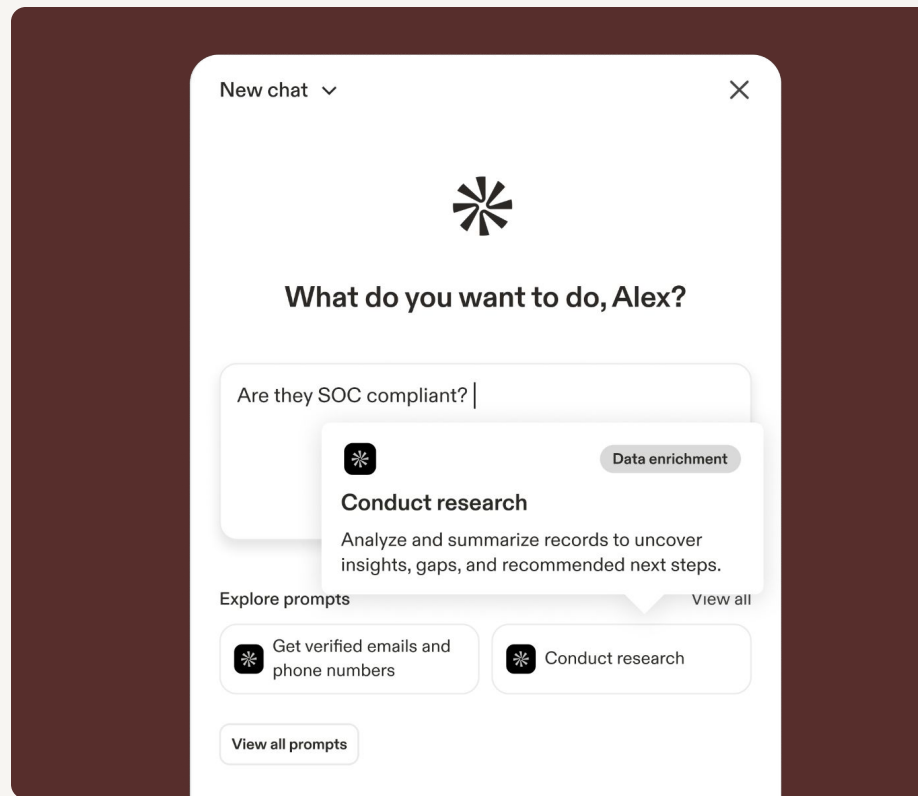 New chat
What do you want to do, Alex?
Are they SOC compliant?
Data enrichment
Conduct research
Analyze and summarize records to uncover
insights, gaps, and recommended next steps.
Explore prompts
View all
Get verified emails and
phone numbers
Conduct research
View all prompts